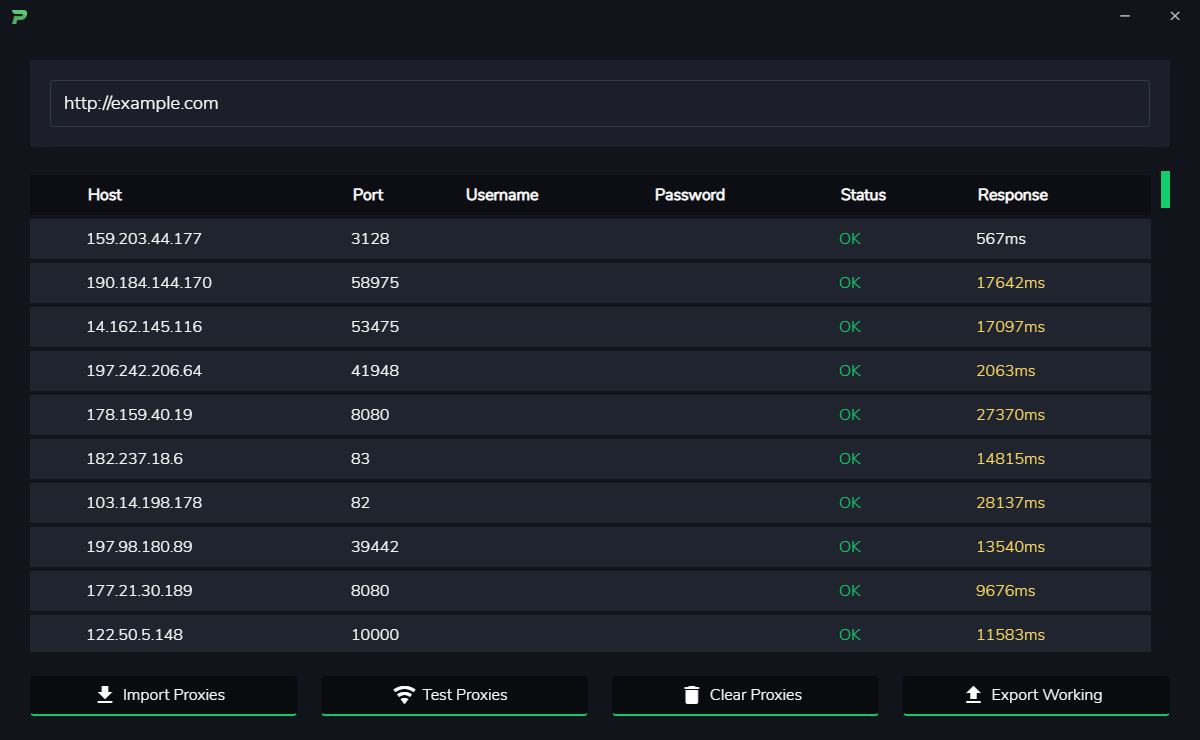 http://example.com
Host Port Username Password Status Response
159.203.44.177 3128 OK 567ms
190.184.144.170 58975 OK 17642ms
14.162.145.116 53475 OK 17097ms
197.242.206.64 41948 OK 2063ms
178.159.40.19 8080 OK 27370ms
182.237.18.6 83 OK 14815ms
103.14.198.178 82 OK 28137ms
197.98.180.89 39442 OK 13540ms
177.21.30.189 8080 OK 9676ms
122.50.5.148 10000 OK 11583ms
Import Proxies Test Proxies Clear Proxies Export Working